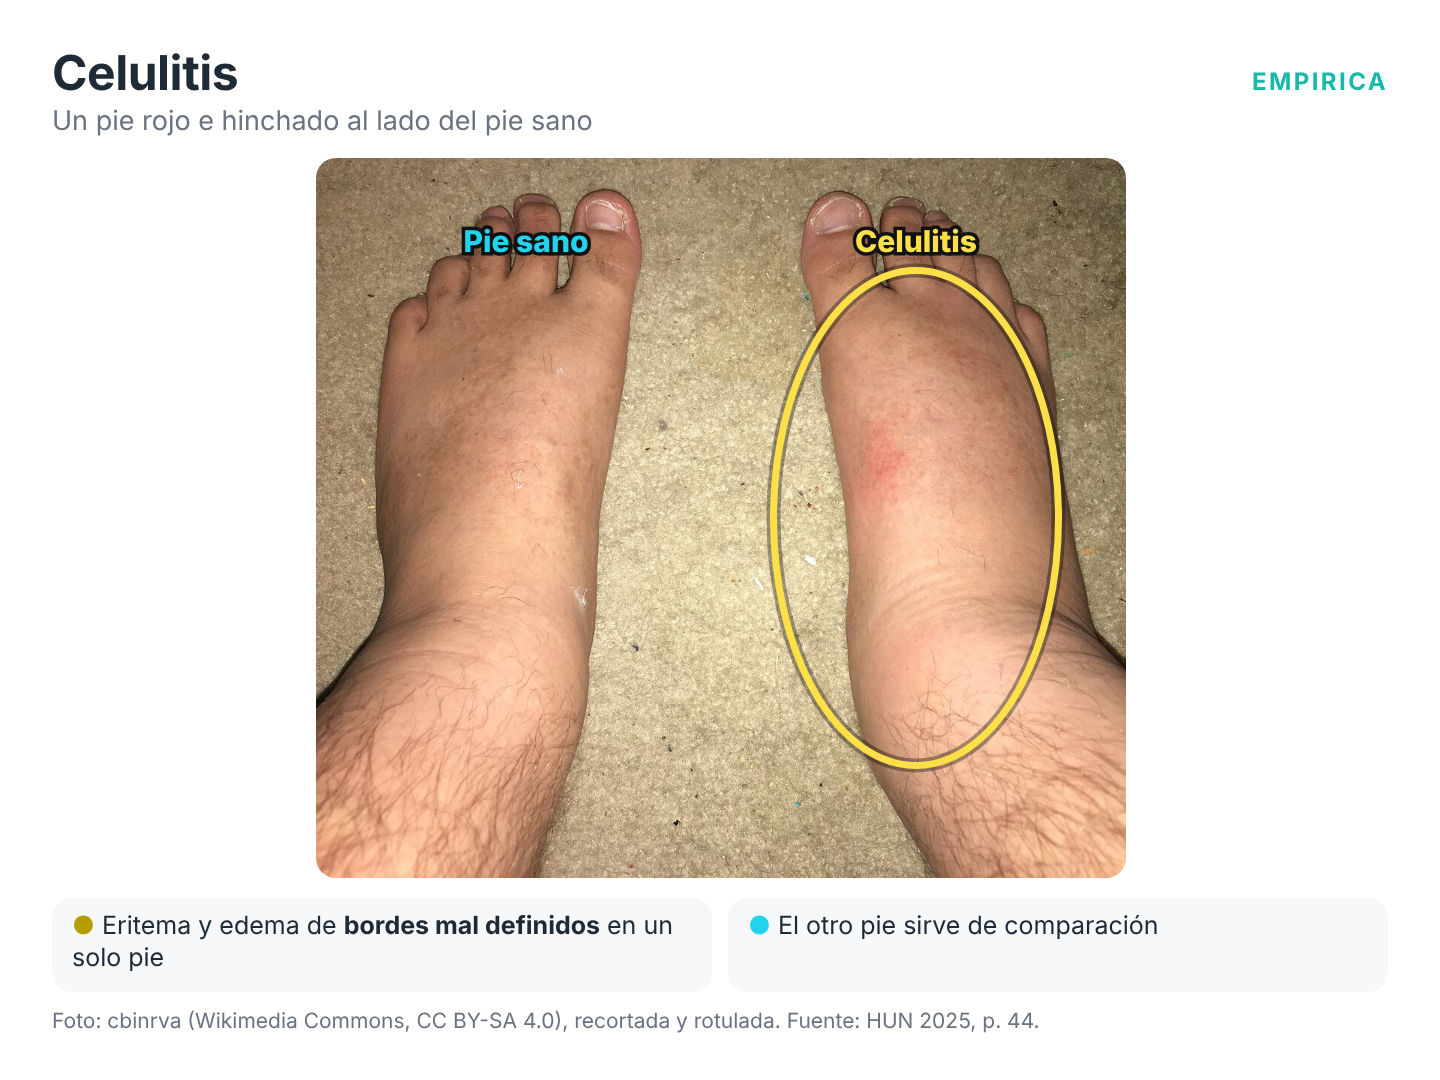 Celulitis
EMPIRICA
Un pie rojo e hinchado al lado del pie sano
Pie sano
Celulitis
Eritema y edema de bordes mal definidos en un
solo pie
El otro pie sirve de comparación
Foto: cbinrva (Wikimedia Commons, CC BY-SA 4.0), recortada y rotulada. Fuente: HUN 2025, p. 44.